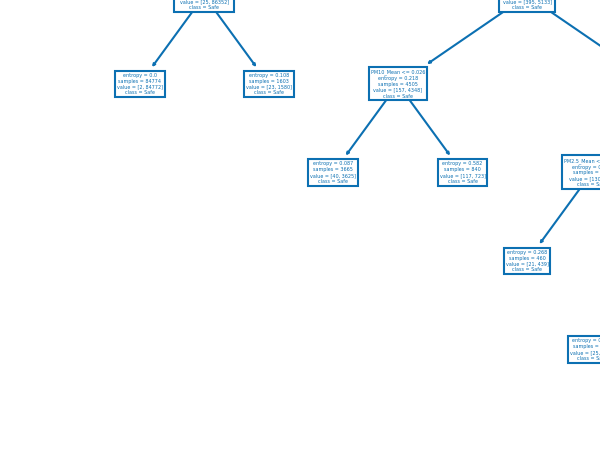 value = [25, 86352]
class = Safe
value = [395, 5133]
class = Safe
entropy = 0.0
samples = 84774
value = [2, 84772]
class = Safe
entropy = 0.108
samples = 1603
value = [23, 1580]
class = Safe
PM10_Mean <= 0.026
entropy = 0.218
samples = 4505
value = [157, 4348]
class = Safe
entropy = 0.087
samples = 3665
value = [40, 3625]
class = Safe
entropy = 0.582
samples = 840
value = [117, 723]
class = Safe
PM2.5_Mean <
entropy = 0
samples =
value = [130
class = S
entropy = 0.268
samples = 460
value = [21, 439]
class = Safe
entropy = 0
samples =
value = [25,
class = S